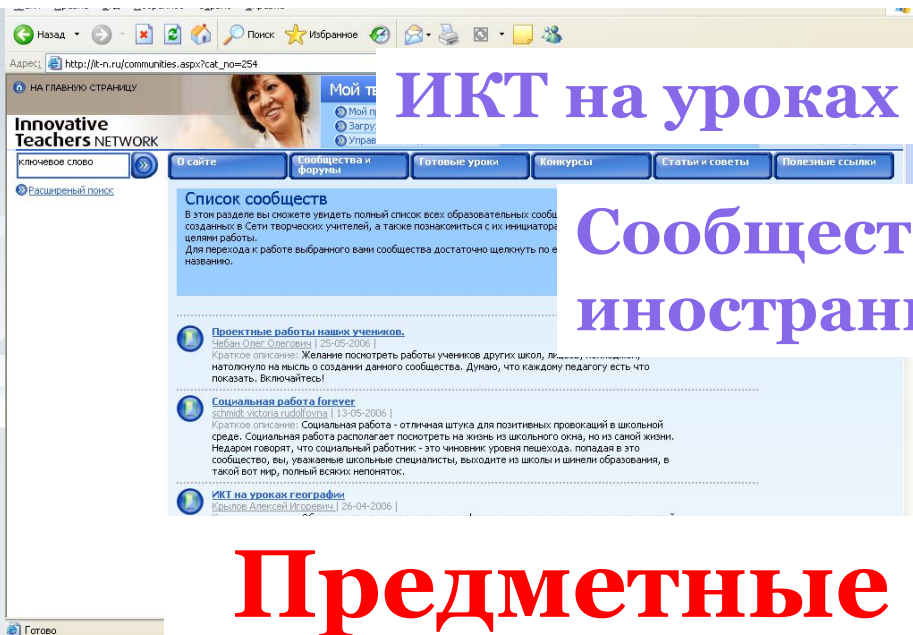 Назад
Поиск
Избранное
Адрес: http://it-n.ru/communities.aspx?cat_no=254
ИКТ на уроках
НА ГЛАВНУЮ СТРАНИЦУ
Innovative
Teachers NETWORK
ключевое слово
Расширеный поиск
О сайте
Сообщества и
форумы
Готовые уроки
Конкурсы
Статьи и советы
Полезные ссылки
Список сообществ
В этом разделе вы сможете увидеть полный список всех образовательных
созданных в Сети творческих учителей, а также познакомиться с их
целями работы.
Для перехода к работе выбранного вами сообщества достаточно щелкнуть по
названию.
Сообщест
иностран
Проектные работы наших учеников.
Чебан Олег Олегович | 25-05-2006 |
Краткое описание: Желание посмотреть работы учеников других школ,
натолкнуло на мысль о создании данного сообщества. Думаю, что каждому педагогу есть что
показать. Включайтесь!
Социальная работа forever
schmidt victoria rudolfovna | 13-05-2006 |
Краткое описание: Социальная работа - отличная штука для позитивных провокаций в школьной
среде. Социальная работа располагает посмотреть на жизнь из школьного окна, но из самой жизни.
Недаром говорят, что социальный работник - это чиновник уровня пешехода. попадая в это
сообщество, вы, уважаемые школьные специалисты, выходите из школы и шинели образования, в
такой вот мир, полный всяких непоняток.
ИКТ на уроках географии
Крылов Алексей Игоревич | 26-04-2006 |
Предметные
Готово